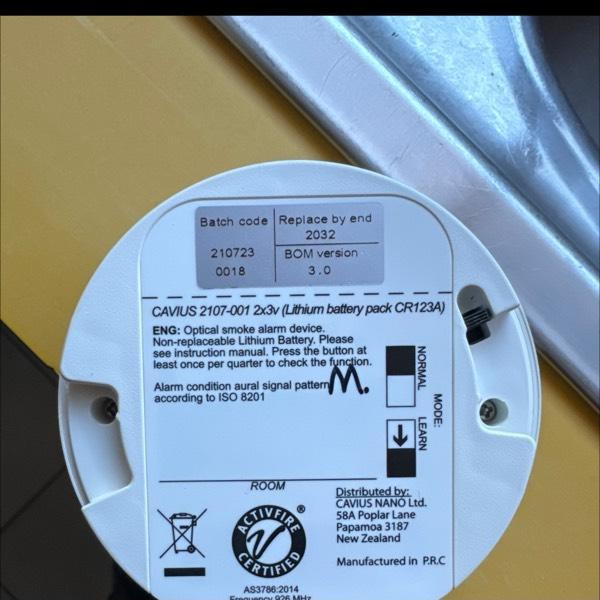 Batch code
210723
0018
Replace by end
2032
BOM version
3.0
CAVIUS 2107-001 2x3v (Lithium battery pack CR123A)
ENG: Optical smoke alarm device.
Non-replaceable Lithium Battery. Please
see instruction manual. Press the button at
least once per quarter to check the function.
Alarm condition aural signal pattern
according to ISO 8201
M.
NORMAL
MODE:
LEARN
ROOM
ACTIVFIRE
®
CERTIFIED
Distributed by:
CAVIUS NANO Ltd.
58A Poplar Lane
Papamoa 3187
New Zealand
Manufactured in P.R.C
AS3786:2014
Frequency 926 MHz